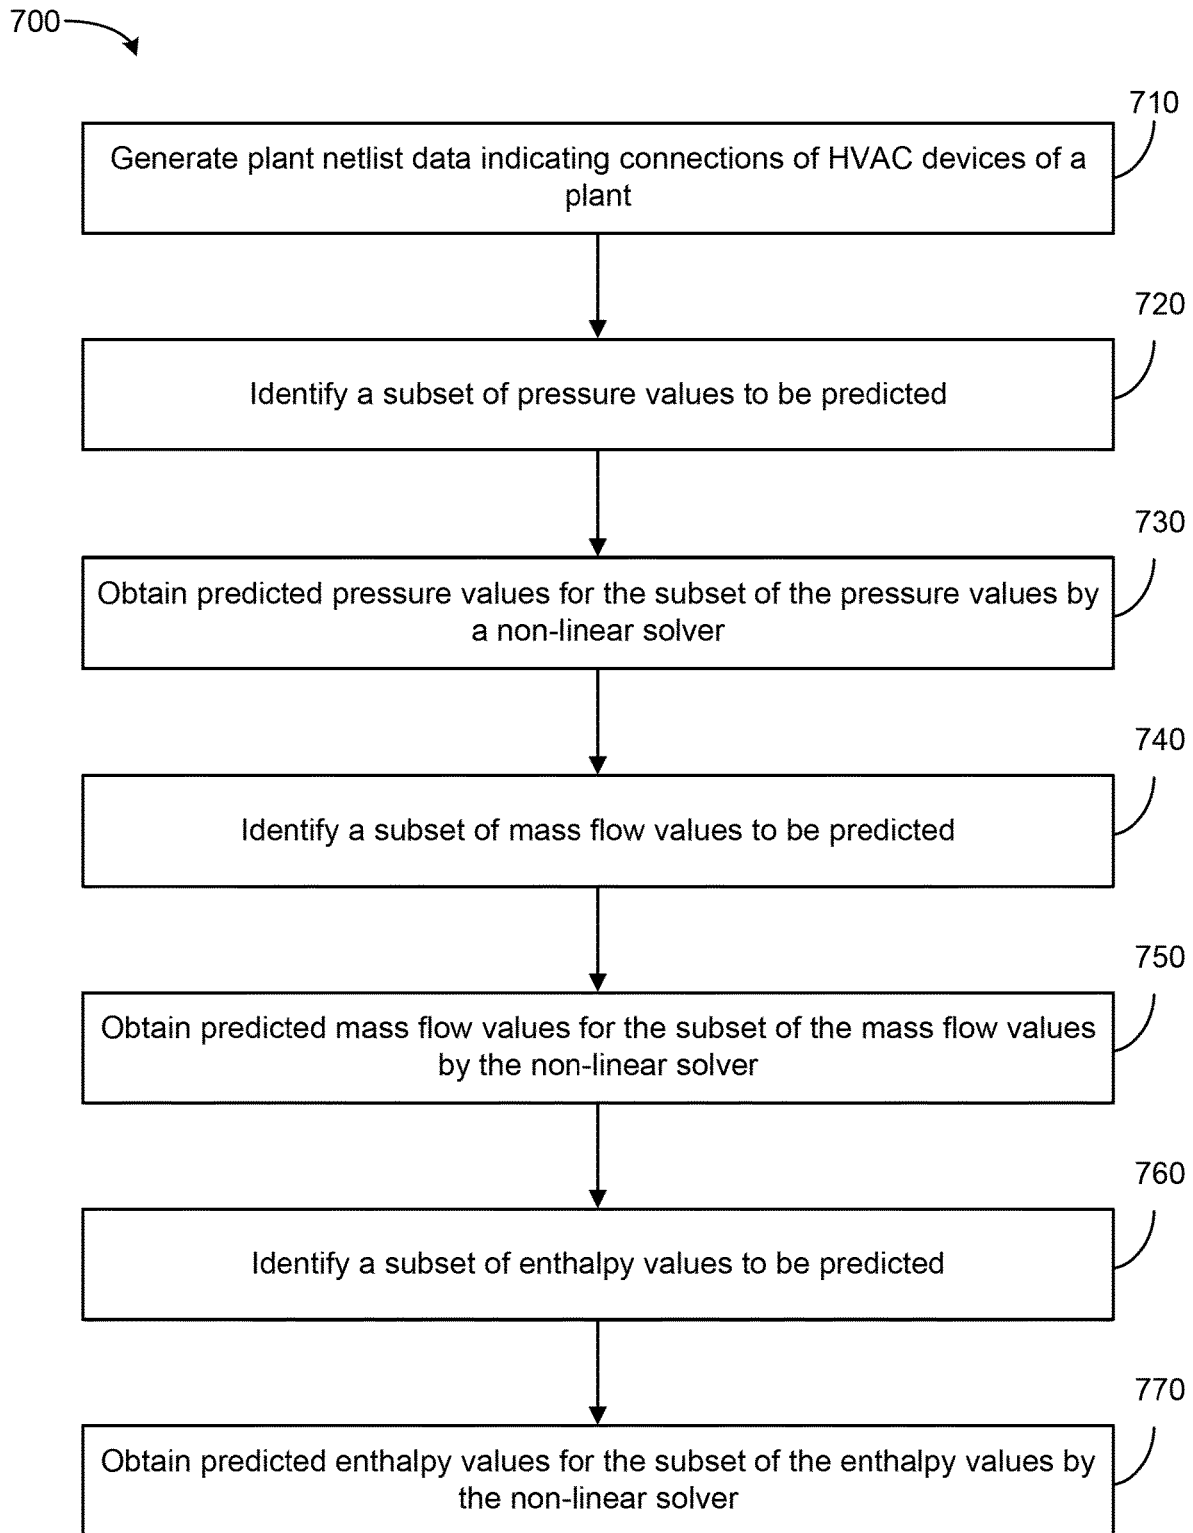 700
710
Generate plant netlist data indicating connections of HVAC devices of a
plant
720
Identify a subset of pressure values to be predicted
730
Obtain predicted pressure values for the subset of the pressure values by
a non-linear solver
740
Identify a subset of mass flow values to be predicted
750
Obtain predicted mass flow values for the subset of the mass flow values
by the non-linear solver
760
Identify a subset of enthalpy values to be predicted
770
Obtain predicted enthalpy values for the subset of the enthalpy values by
the non-linear solver